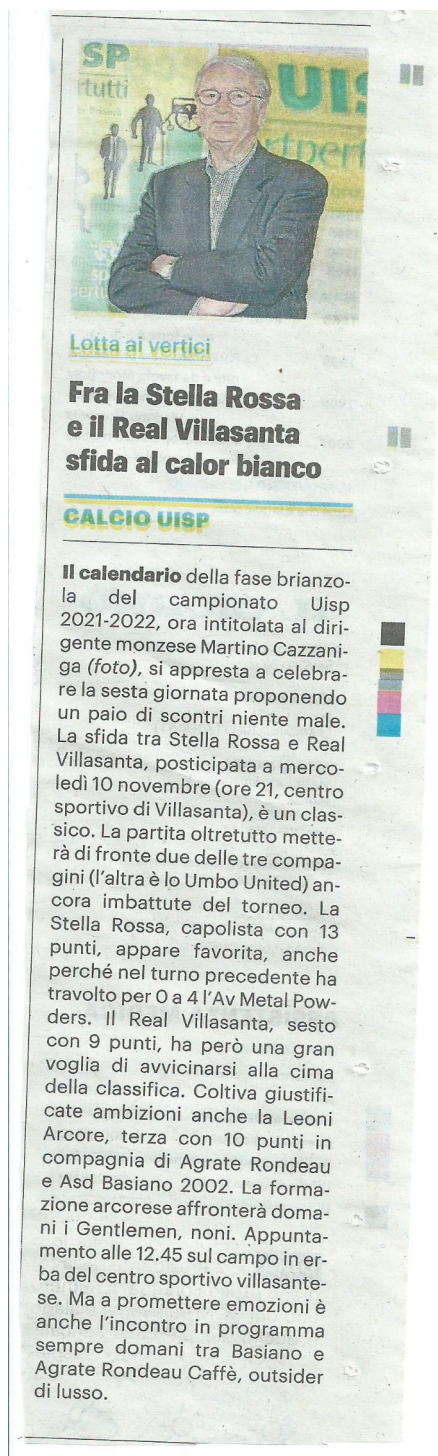 SP
rtutti
UIS
rtpert
Lotta ai vertici
Fra la Stella Rossa
e il Real Villasanta
sfida al calor bianco
CALCIO UISP
Il calendario della fase brianzo-
la del campionato Uisp
2021-2022, ora intitolata al diri-
gente monzese Martino Cazzani-
ga (foto), si appresta a celebra-
re la sesta giornata proponendo
un paio di scontri niente male.
La sfida tra Stella Rossa e Real
Villasanta, posticipata a merco-
ledì 10 novembre (ore 21, centro
sportivo di Villasanta), è un clas-
sico. La partita oltretutto mette-
rà di fronte due delle tre compa-
gini (l'altra è lo Umbo United) an-
cora imbattute del torneo. La
Stella Rossa, capolista con 13
punti, appare favorita, anche
perché nel turno precedente ha
travolto per 0 a 4 l'Av Metal Pow-
ders. Il Real Villasanta, sesto
con 9 punti, ha però una gran
voglia di avvicinarsi alla cima
della classifica. Coltiva giustifi-
cate ambizioni anche la Leoni
Arcore, terza con 10 punti in
compagnia di Agrate Rondeau
e Asd Basiano 2002. La forma-
zione arcorese affronterà doma-
ni i Gentlemen, noni. Appunta-
mento alle 12.45 sul campo in er-
ba del centro sportivo villasante-
se. Ma a promettere emozioni è
anche l'incontro in programma
sempre domani tra Basiano e
Agrate Rondeau Caffè, outsider
di lusso.